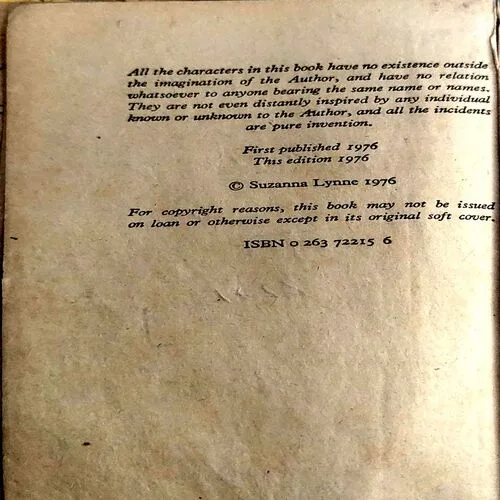 All the characters in this book have no existence outside
the imagination of the Author, and have no relation
whatsoever to anyone bearing the same name or names.
They are not even distantly inspired by any individual
known or unknown to the Author, and all the incidents
are pure invention.
First published 1976
This edition 1976
© Suzanna Lynne 1976
For copyright reasons, this book may not be issued
on loan or otherwise except in its original soft cover.
ISBN 0 263 72215 6